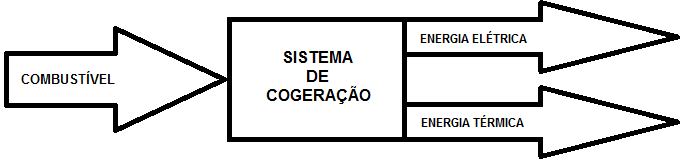 COMBUSTÍVEL
SISTEMA
DE
COGERAÇÃO
ENERGIA ELÉTRICA
ENERGIA TÉRMICA